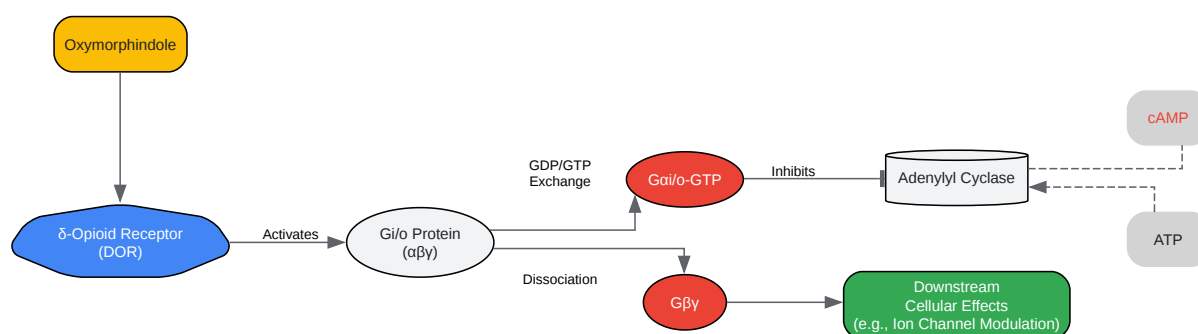 Oxymorphindole
δ-Opioid Receptor
(DOR)
Activates
Gi/o Protein
(αβγ)
GDP/GTP
Exchange
Dissociation
Gαi/o-GTP
Gβγ
Inhibits
Adenylyl Cyclase
cAMP
ATP
Downstream
Cellular Effects
(e.g., Ion Channel Modulation)